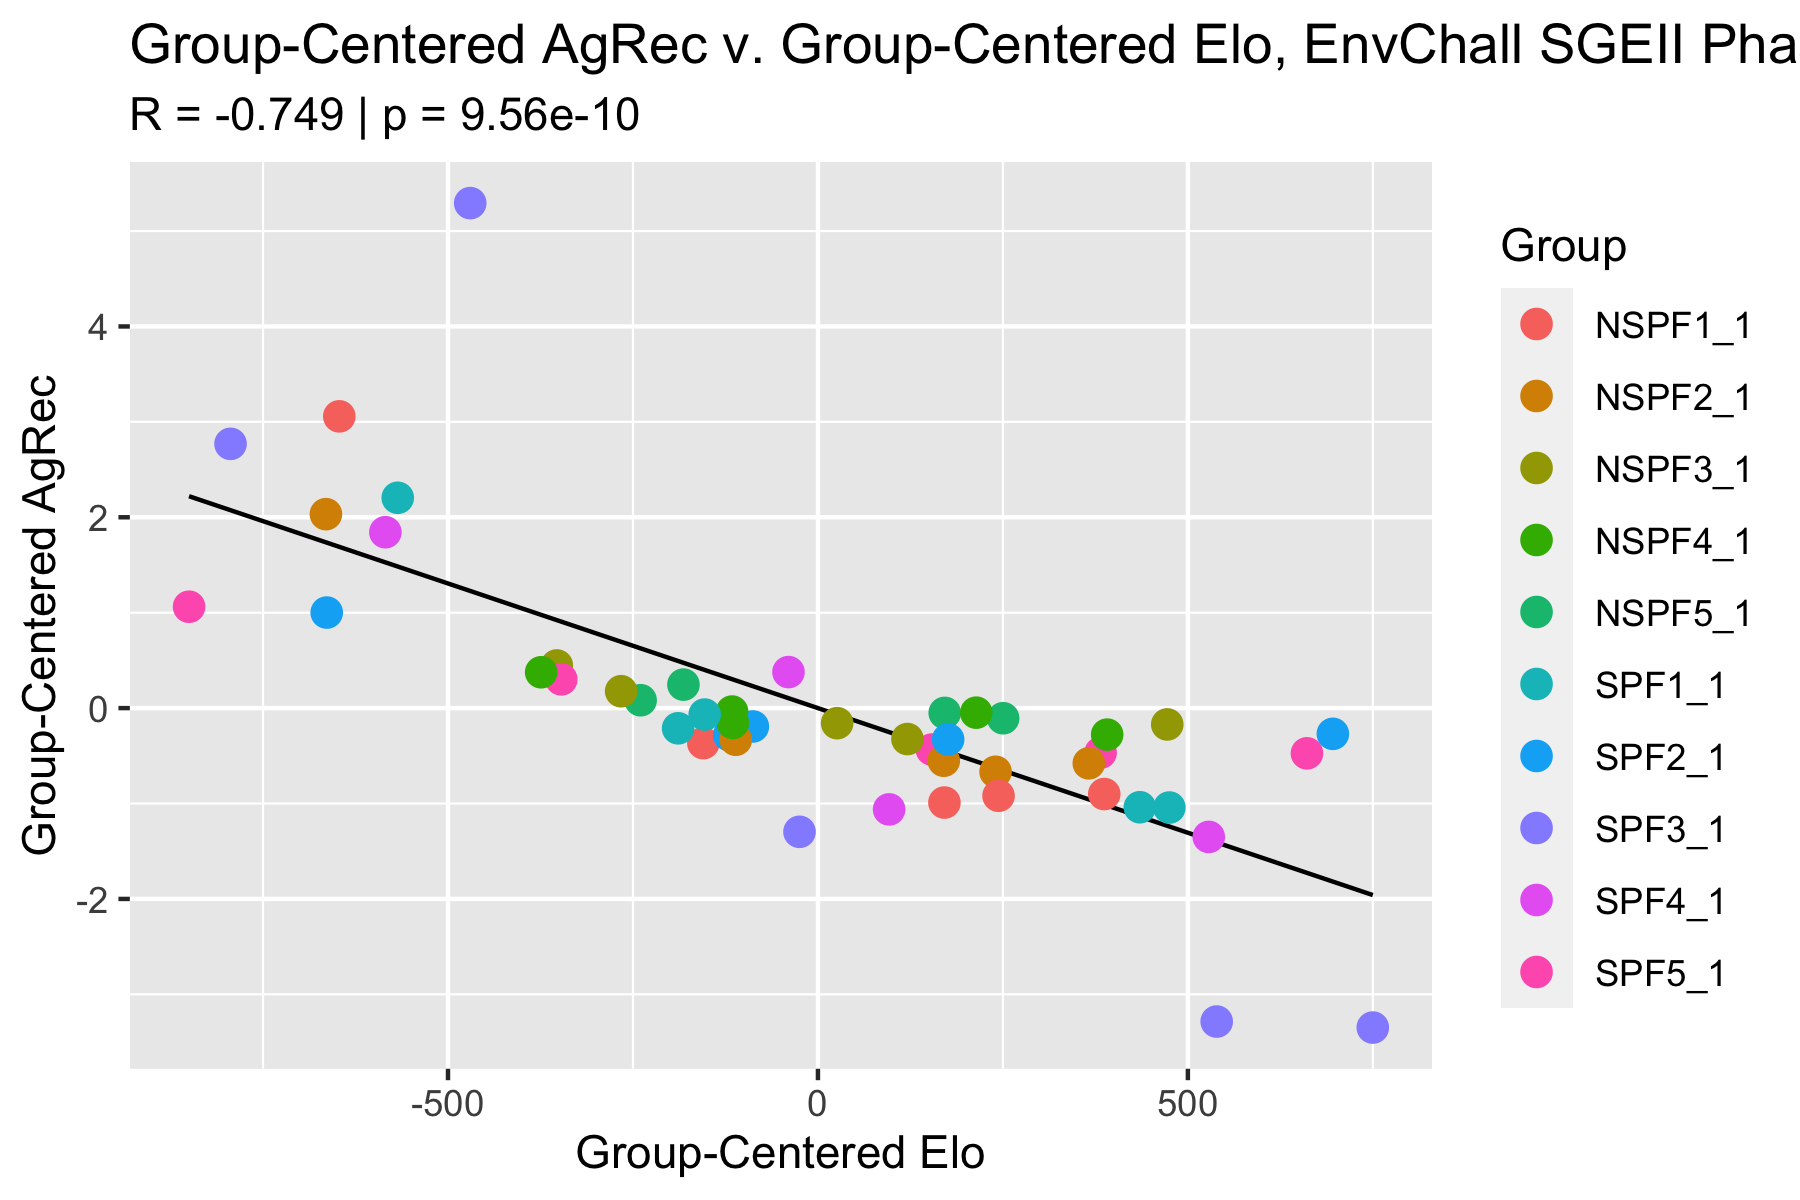 Group-Centered AgRec v. Group-Centered Elo, EnvChall SGEII Pha
R = -0.749 | p = 9.56e-10
Group-Centered AgRec
4
2
0
-2
-500
0
500
Group-Centered Elo
Group
NSPF1_1
NSPF2_1
NSPF3_1
NSPF4_1
NSPF5_1
SPF1_1
SPF2_1
SPF3_1
SPF4_1
SPF5_1